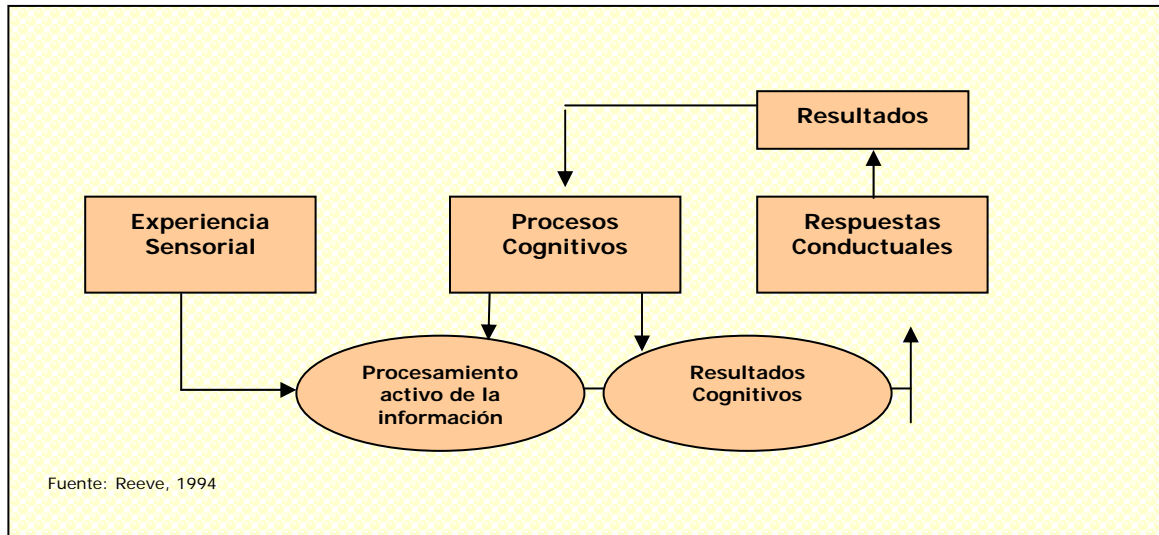 Resultados
Experiencia
Sensorial
Procesos
Cognitivos
Respuestas
Conductuales
Procesamiento
activo de la
información
Resultados
Cognitivos
Fuente: Reeve, 1994